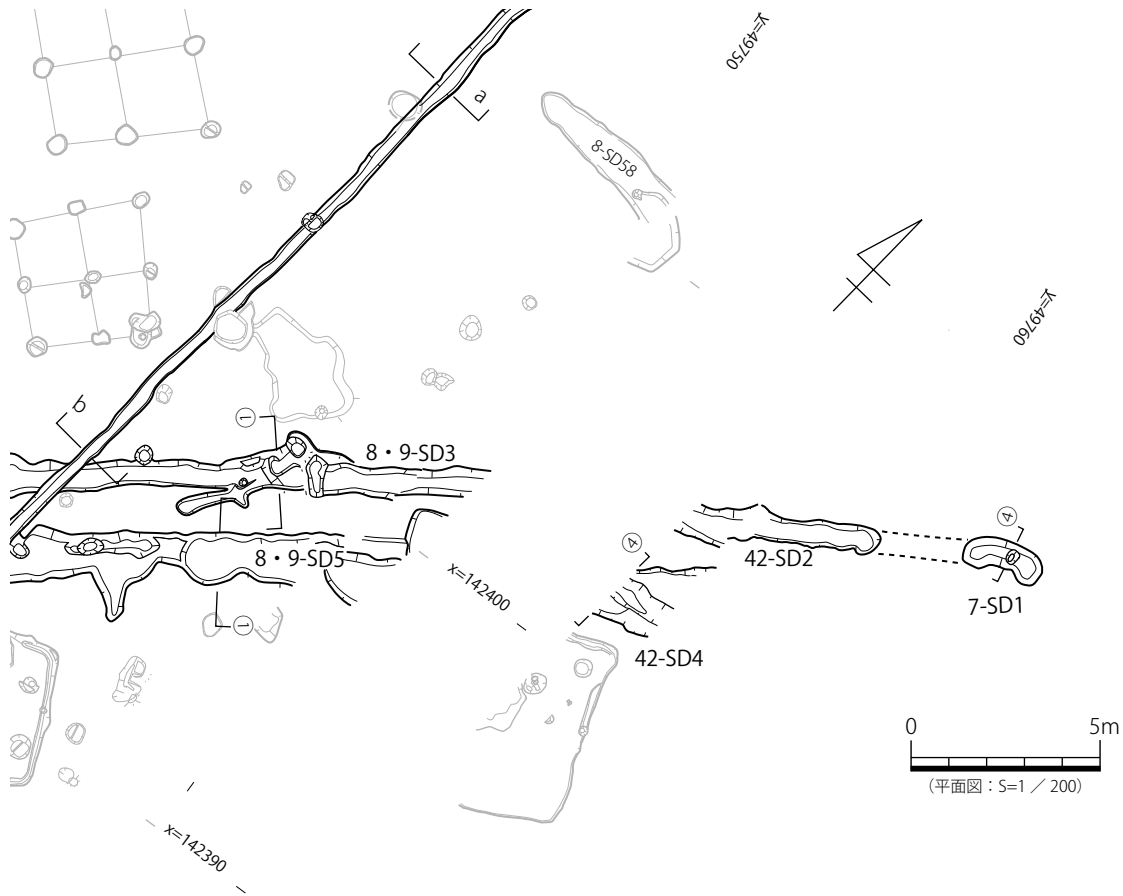 y=49750
a
8-SD58
y=49760
b
①
8・9-SD3
④
④
8・9-SD5
42-SD2
x=142400
7-SD1
①
42-SD4
0 5m
(平面図：S=1／200)
x=142390